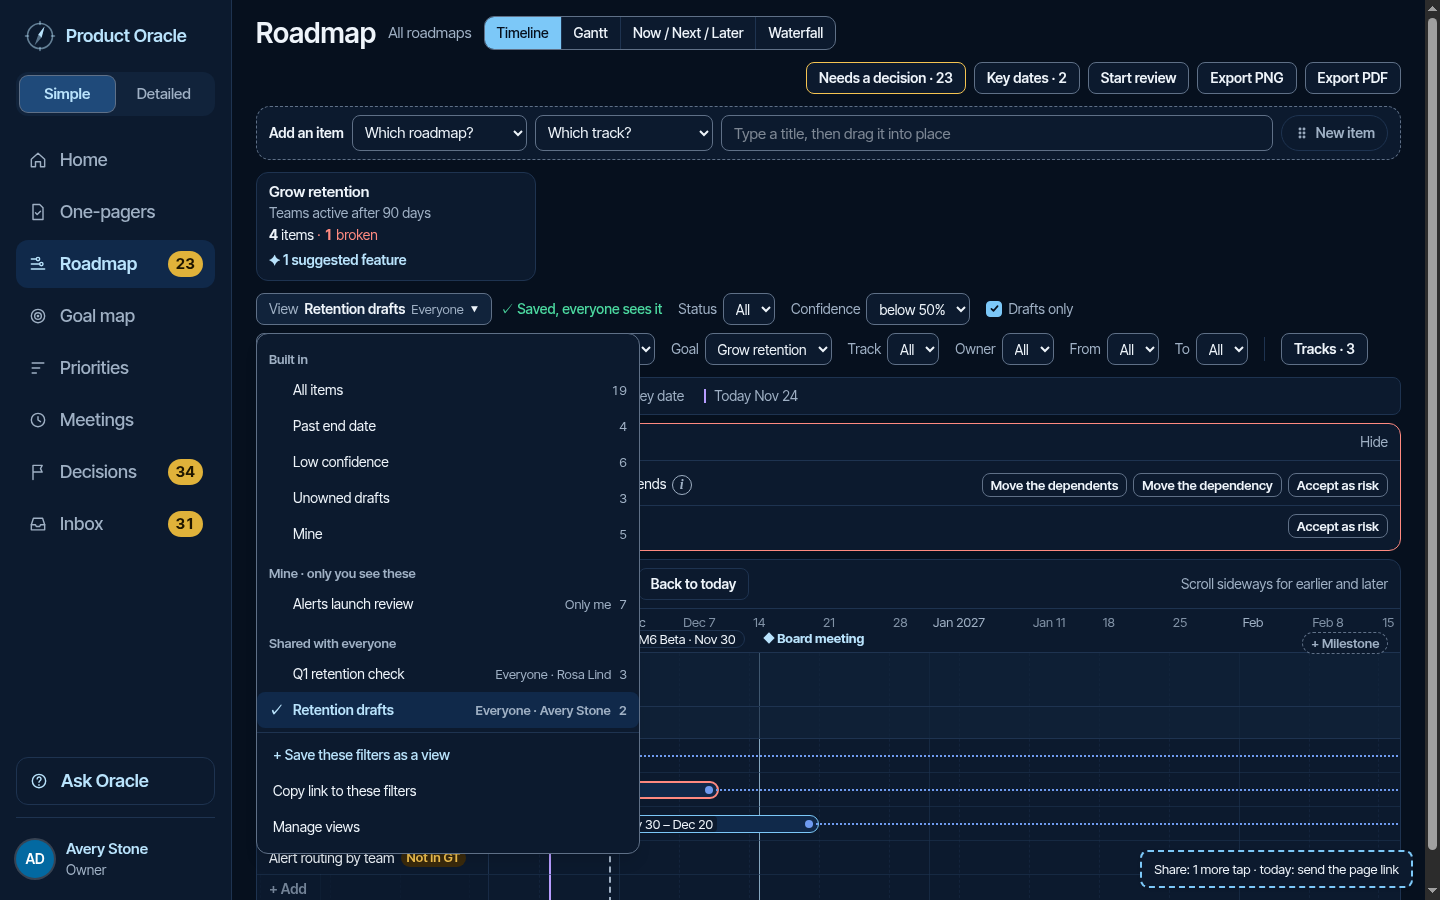 Product Oracle
Simple
Detailed
Home
One-pagers
Roadmap 23
Goal map
Priorities
Meetings
Decisions 34
Inbox 31
Ask Oracle
AD
Avery Stone
Owner
Roadmap
All roadmaps
Timeline
Gantt
Now / Next / Later
Waterfall
Needs a decision · 23
Key dates · 2
Start review
Export PNG
Export PDF
Add an item
Which roadmap?
Which track?
Type a title, then drag it into place
New item
Grow retention
Teams active after 90 days
4 items · 1 broken
✦ 1 suggested feature
View Retention drafts Everyone ▼
✓ Saved, everyone sees it
Status All
Confidence below 50%
Drafts only
Goal Grow retention
Track All
Owner All
From All
To All
Tracks · 3
Built in
All items 19
Past end date 4
Low confidence 6
Unowned drafts 3
Mine 5
Mine · only you see these
Alerts launch review Only me 7
Shared with everyone
Q1 retention check Everyone · Rosa Lind 3
✓ Retention drafts Everyone · Avery Stone 2
+ Save these filters as a view
Copy link to these filters
Manage views
ey date
Today Nov 24
Hide
ends i
Move the dependents
Move the dependency
Accept as risk
Accept as risk
Back to today
Scroll sideways for earlier and later
c Dec 7 14 21 28 Jan 2027 Jan 11 18 25 Feb Feb 8 15
M6 Beta · Nov 30
◆ Board meeting
+ Milestone
30 – Dec 20
Alert routing by team Not in GT
+ Add
Share: 1 more tap · today: send the page link